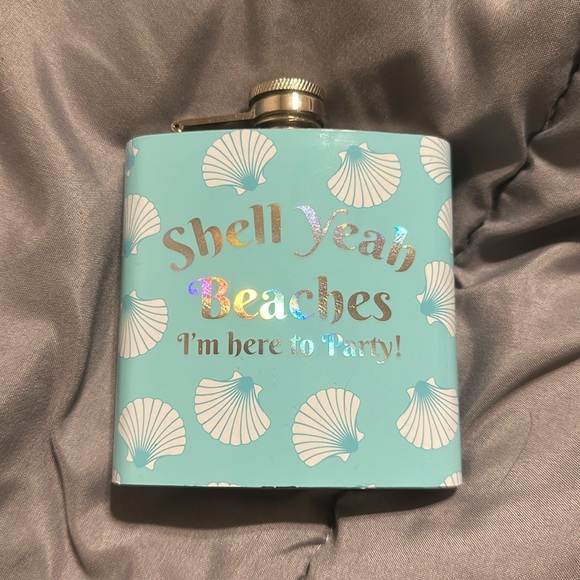 Shell Yeah
Beaches
I'm here to Party!